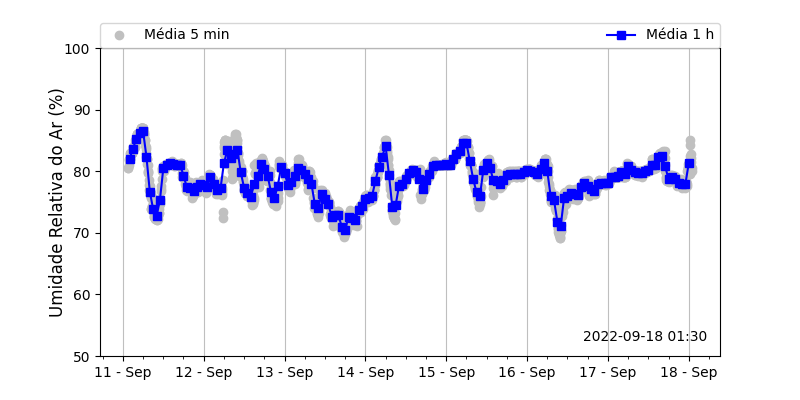 Média 5 min
Média 1 h
Umidade Relativa do Ar (%)
100
90
80
70
60
50
2022-09-18 01:30
11 - Sep
12 - Sep
13 - Sep
14 - Sep
15 - Sep
16 - Sep
17 - Sep
18 - Sep